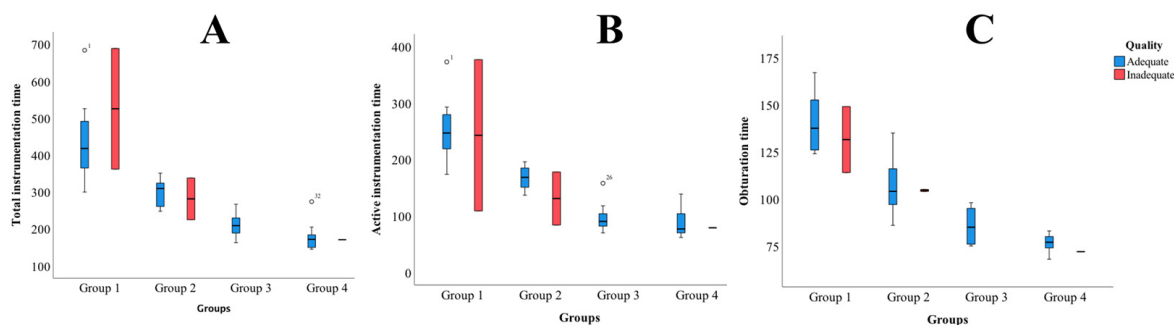 A
B
C
Total instrumentation time
700
600
500
400
300
200
100
1
32
Group 1 Group 2 Group 3 Group 4
Groups
Active instrumentation time
400
300
200
100
0
1
26
Group 1 Group 2 Group 3 Group 4
Groups
Obturation time
175
150
125
100
75
Group 1 Group 2 Group 3 Group 4
Groups
Quality
Adequate
Inadequate